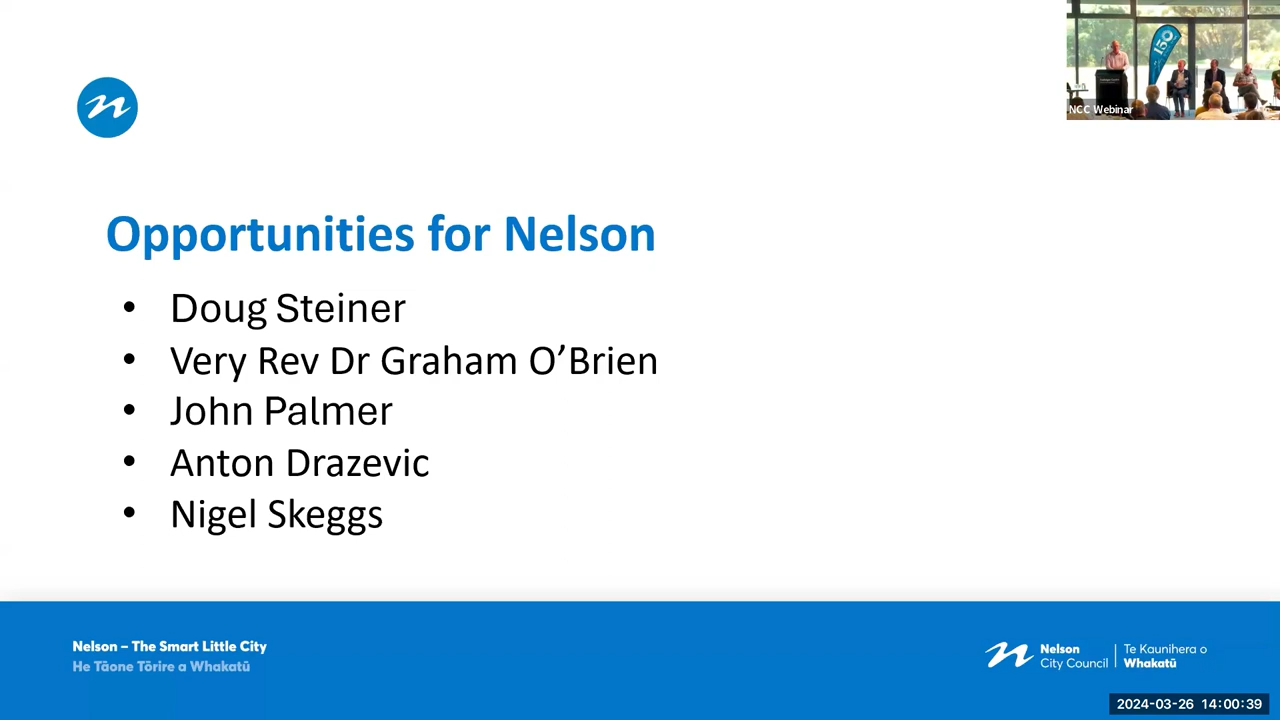 150
NCC Webinar
Opportunities for Nelson
• Doug Steiner
• Very Rev Dr Graham O’Brien
• John Palmer
• Anton Drazevic
• Nigel Skeggs
Nelson – The Smart Little City
He Tāone Tōrire a Whakatū
Nelson
City Council
Te Kaunihera o
Whakatū
2024-03-26 14:00:39